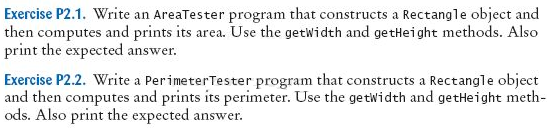 Exercise P2.1. Write an AreaTester program that constructs a Rectangle object and
then computes and prints its area. Use the getWidth and getHeight methods. Also
print the expected answer.
Exercise P2.2. Write a PerimeterTester program that constructs a Rectangle object
and then computes and prints its perimeter. Use the getWidth and getHeight meth-
ods. Also print the expected answer.